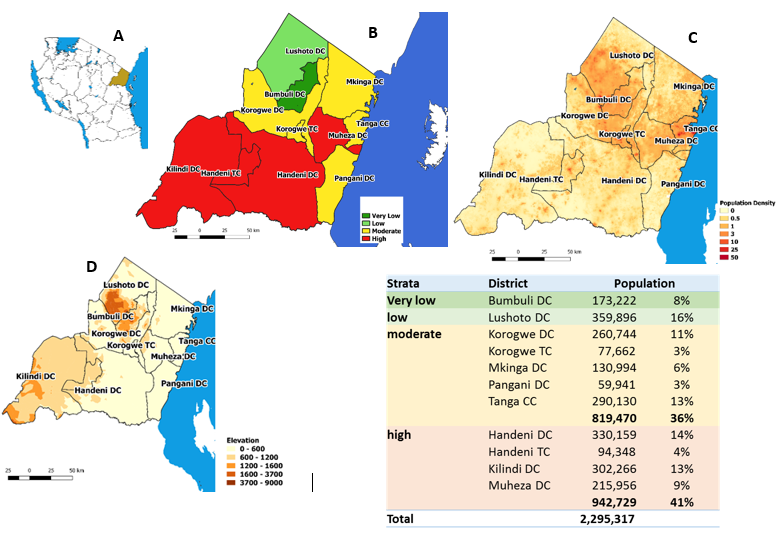 A
B
Lushoto DC
Mkinga DC
Bumbuli DC
Korogwe DC
Tanga CC
Korogwe TC
Muheza DC
Kilindi DC
Handeni TC
Handeni DC
Pangani DC
Very Low
Low
Moderate
High
25 0 25 50 km
C
Lushoto DC
Mkinga DC
Bumbuli DC
Korogwe DC
Tanga CC
Korogwe TC
Muheza DC
Kilindi DC
Handeni TC
Handeni DC
Pangani DC
Population Density
0
0.5
1
3
10
25
50
25 0 25 50 km
D
Lushoto DC
Mkinga DC
Bumbuli DC
Korogwe DC
Tanga CC
Korogwe TC
Muheza DC
Kilindi DC
Handeni DC
Pangani DC
Elevation
0 - 600
600 - 1200
1200 - 1600
1600 - 3700
3700 - 9000
25 0 25 50 km
Strata District Population
Very low Bumbuli DC 173,222 8%
low Lushoto DC 359,896 16%
moderate Korogwe DC 260,744 11%
Korogwe TC 77,662 3%
Mkinga DC 130,994 6%
Pangani DC 59,941 3%
Tanga CC 290,130 13%
819,470 36%
high Handeni DC 330,159 14%
Handeni TC 94,348 4%
Kilindi DC 302,266 13%
Muheza DC 215,956 9%
942,729 41%
Total 2,295,317